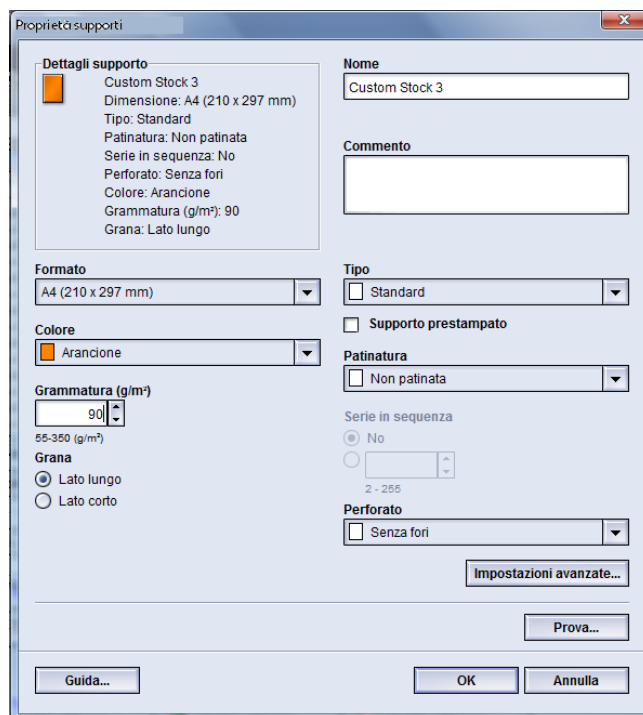 Proprietà supporti
Dettagli supporto
Custom Stock 3
Dimensione: A4 (210 x 297 mm)
Tipo: Standard
Patinatura: Non patinata
Serie in sequenza: No
Perforato: Senza fori
Colore: Arancione
Grammatura (g/m²): 90
Grana: Lato lungo
Nome
Custom Stock 3
Commento
Formato
A4 (210 x 297 mm)
Colore
Arancione
Grammatura (g/m²)
90
55-350 (g/m²)
Grana
Lato lungo
Lato corto
Tipo
Standard
Supporto prestampato
Patinatura
Non patinata
Serie in sequenza
No
2 - 255
Perforato
Senza fori
Impostazioni avanzate...
Prova...
Guida...
OK
Annulla